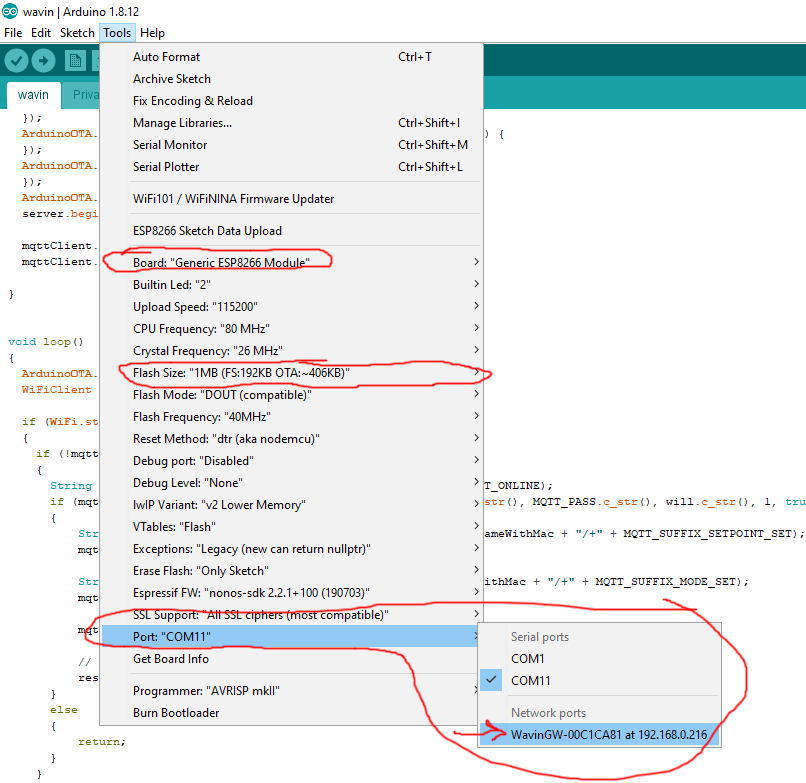 wavin | Arduino 1.8.12
File Edit Sketch Tools Help
wavin Priva
Auto Format Ctrl+T
Archive Sketch
Fix Encoding & Reload
Manage Libraries... Ctrl+Shift+I
Serial Monitor Ctrl+Shift+M
Serial Plotter Ctrl+Shift+L
WiFi101 / WiFiNINA Firmware Updater
ESP8266 Sketch Data Upload
Board: "Generic ESP8266 Module"
Builtin Led: "2"
Upload Speed: "115200"
CPU Frequency: "80 MHz"
Crystal Frequency: "26 MHz"
Flash Size: "1MB (FS:192KB OTA:~406KB)"
Flash Mode: "DOUT (compatible)"
Flash Frequency: "40MHz"
Reset Method: "dtr (aka nodemcu)"
Debug port: "Disabled"
Debug Level: "None"
lwIP Variant: "v2 Lower Memory"
VTables: "Flash"
Exceptions: "Legacy (new can return nullptr)"
Erase Flash: "Only Sketch"
Espressif FW: "nonos-sdk 2.2.1+100 (190703)"
SSL Support: "All SSL ciphers (most compatible)"
Port: "COM11"
Get Board Info
Programmer: "AVRISP mkII"
Burn Bootloader
Serial ports
COM1
COM11
Network ports
WavinGW-00C1CA81 at 192.168.0.216
});
ArduinoOTA. ) {
});
ArduinoOTA.
});
ArduinoOTA.
server.begi
mqttClient.
mqttClient.
}
void loop()
{
ArduinoOTA.
WiFiClient
if (WiFi.st
{
if (!mqtt
{
String T_ONLINE);
if (mqt str(), MQTT_PASS.c_str(), will.c_str(), 1, tru
{
Str ameWithMac + "/+" + MQTT_SUFFIX_SETPOINT_SET);
mqt
Str ithMac + "/+" + MQTT_SUFFIX_MODE_SET);
mqt
mqt
//
res
}
else
{
return;
}
}